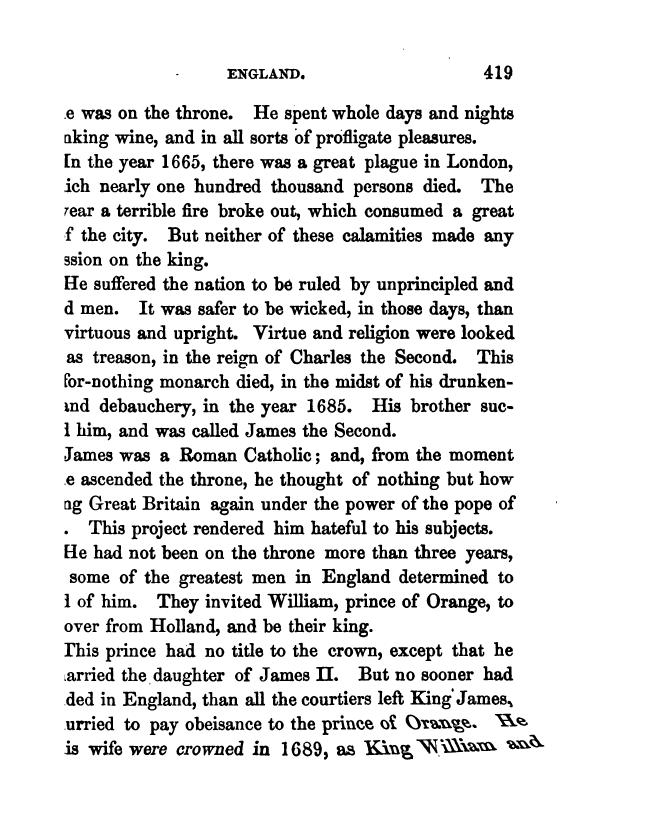 ENGLAND. 419
e was on the throne. He spent whole days and nights
king wine, and in all sorts of profligate pleasures.
In the year 1665, there was a great plague in London,
ich nearly one hundred thousand persons died. The
year a terrible fire broke out, which consumed a great
f the city. But neither of these calamities made any
ssion on the king.
He suffered the nation to be ruled by unprincipled and
d men. It was safer to be wicked, in those days, than
virtuous and upright. Virtue and religion were looked
as treason, in the reign of Charles the Second. This
for-nothing monarch died, in the midst of his drunken-
and debauchery, in the year 1685. His brother suc-
d him, and was called James the Second.
James was a Roman Catholic; and, from the moment
e ascended the throne, he thought of nothing but how
ng Great Britain again under the power of the pope of
. This project rendered him hateful to his subjects.
He had not been on the throne more than three years,
some of the greatest men in England determined to
d of him. They invited William, prince of Orange, to
over from Holland, and be their king.
This prince had no title to the crown, except that he
arried the daughter of James II. But no sooner had
ded in England, than all the courtiers left King James,
urried to pay obeisance to the prince of Orange. He
is wife were crowned in 1689, as King William and